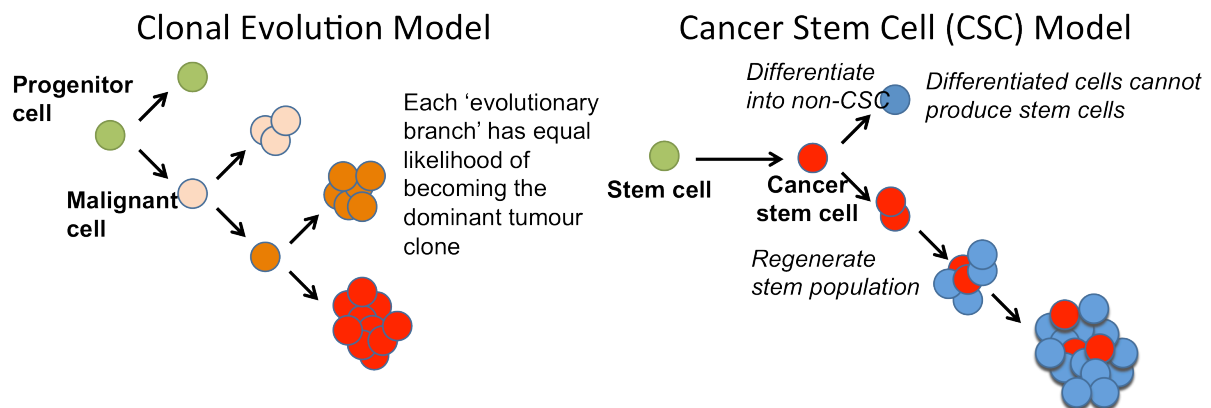 Clonal Evolution Model
Progenitor
cell
Malignant
cell
Each ‘evolutionary
branch’ has equal
likelihood of
becoming the
dominant tumour
clone
Cancer Stem Cell (CSC) Model
Differentiate
into non-CSC
Differentiated cells cannot
produce stem cells
Stem cell
Cancer
stem cell
Regenerate
stem population